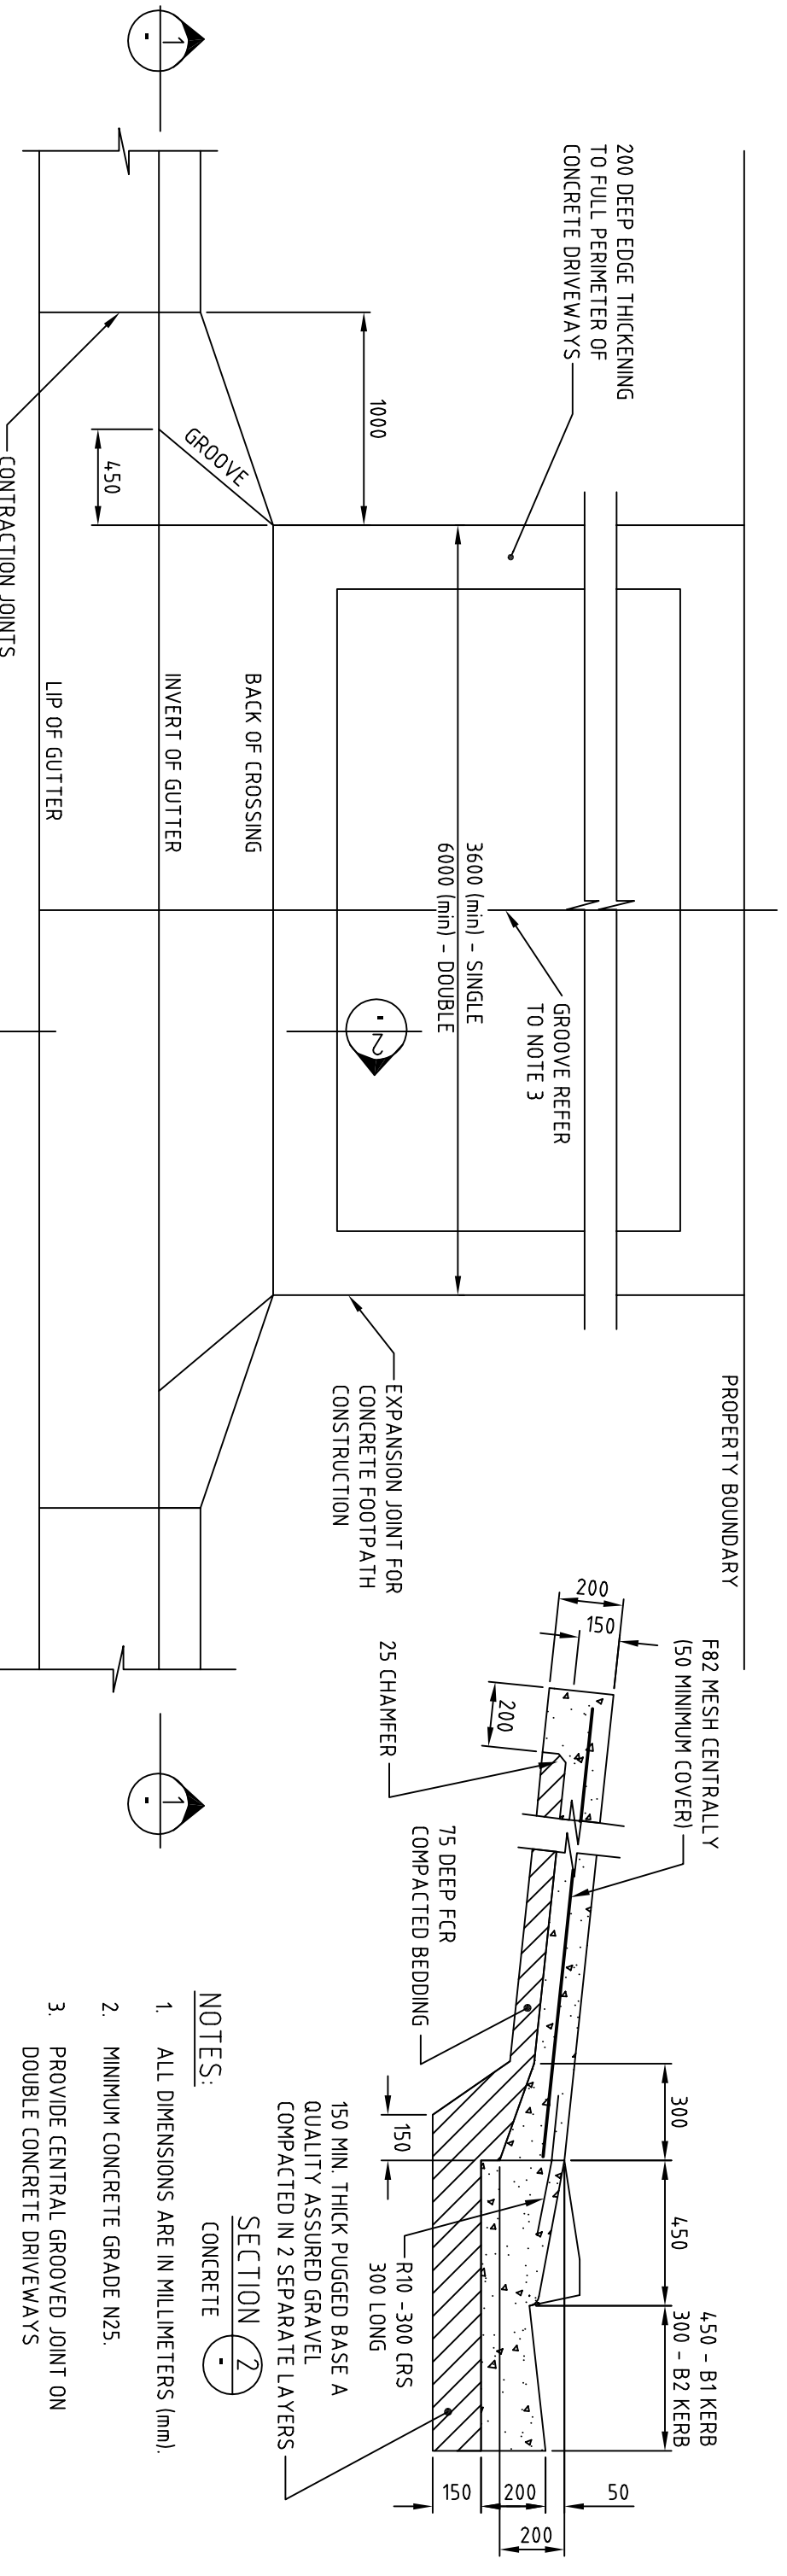 1
-
200 DEEP EDGE THICKENING
TO FULL PERIMETER OF
CONCRETE DRIVEWAYS
PROPERTY BOUNDARY
1000
450
GROOVE
CONTRACTION JOINTS
BACK OF CROSSING
INVERT OF GUTTER
LIP OF GUTTER
3600 (min) - SINGLE
6000 (min) - DOUBLE
GROOVE REFER
TO NOTE 3
2
-
EXPANSION JOINT FOR
CONCRETE FOOTPATH
CONSTRUCTION
1
-
F82 MESH CENTRALLY
(50 MINIMUM COVER)
200
150
200
25 CHAMFER
75 DEEP FCR
COMPACTED BEDDING
300
450
450 - B1 KERB
300 - B2 KERB
150
R10 -300 CRS
300 LONG
150 MIN. THICK PUGGED BASE A
QUALITY ASSURED GRAVEL
COMPACTED IN 2 SEPARATE LAYERS
50
200
150
200
SECTION
CONCRETE
2
-
NOTES:
1. ALL DIMENSIONS ARE IN MILLIMETERS (mm).
2. MINIMUM CONCRETE GRADE N25.
3. PROVIDE CENTRAL GROOVED JOINT ON
DOUBLE CONCRETE DRIVEWAYS